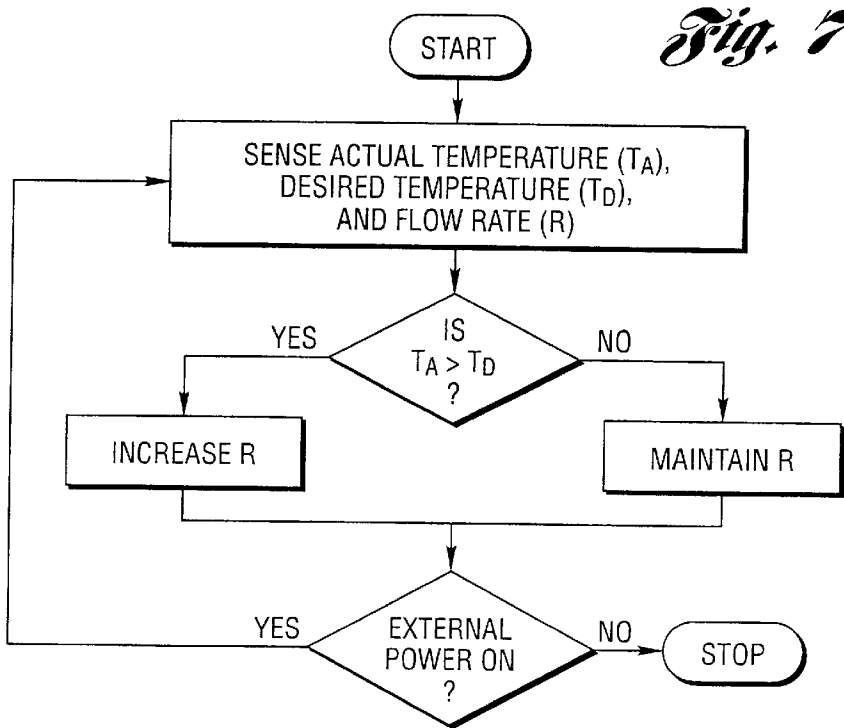 Fig. 7
START
SENSE ACTUAL TEMPERATURE (TA),
DESIRED TEMPERATURE (TD),
AND FLOW RATE (R)
YES
IS
TA > TD
?
NO
INCREASE R
MAINTAIN R
YES
EXTERNAL
POWER ON
?
NO
STOP